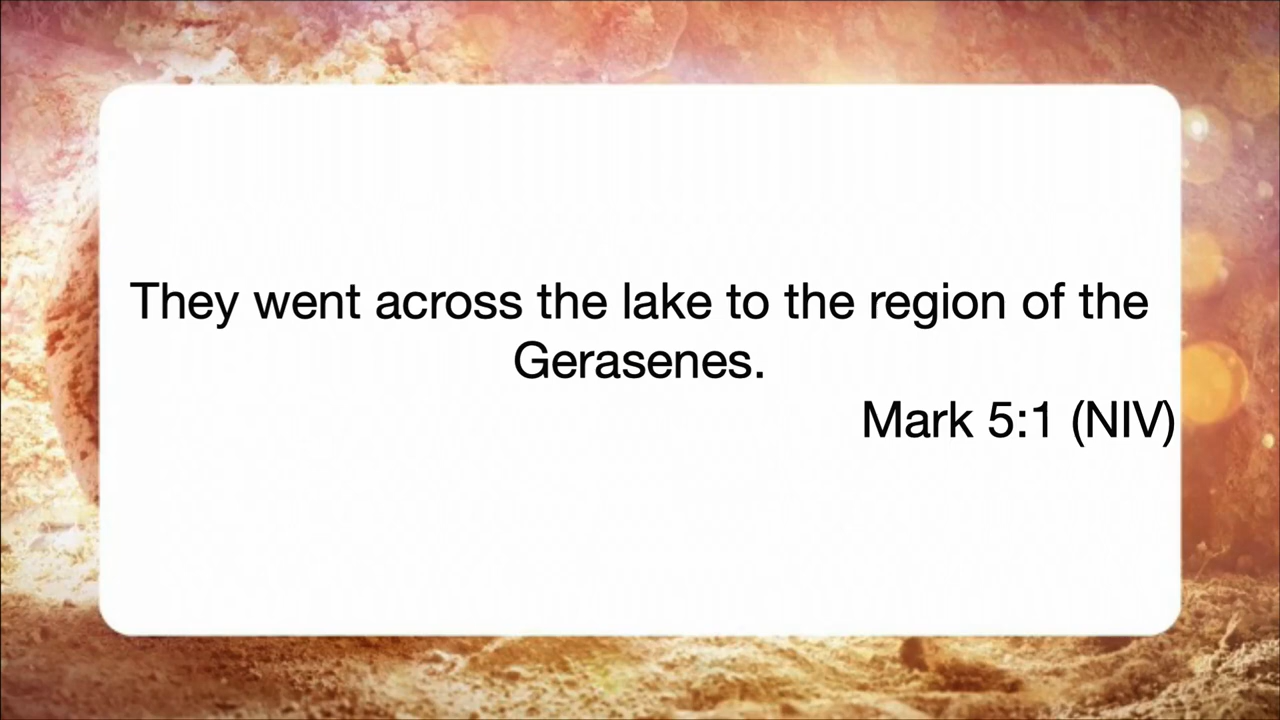 They went across the lake to the region of the
Gerasenes.
Mark 5:1 (NIV)